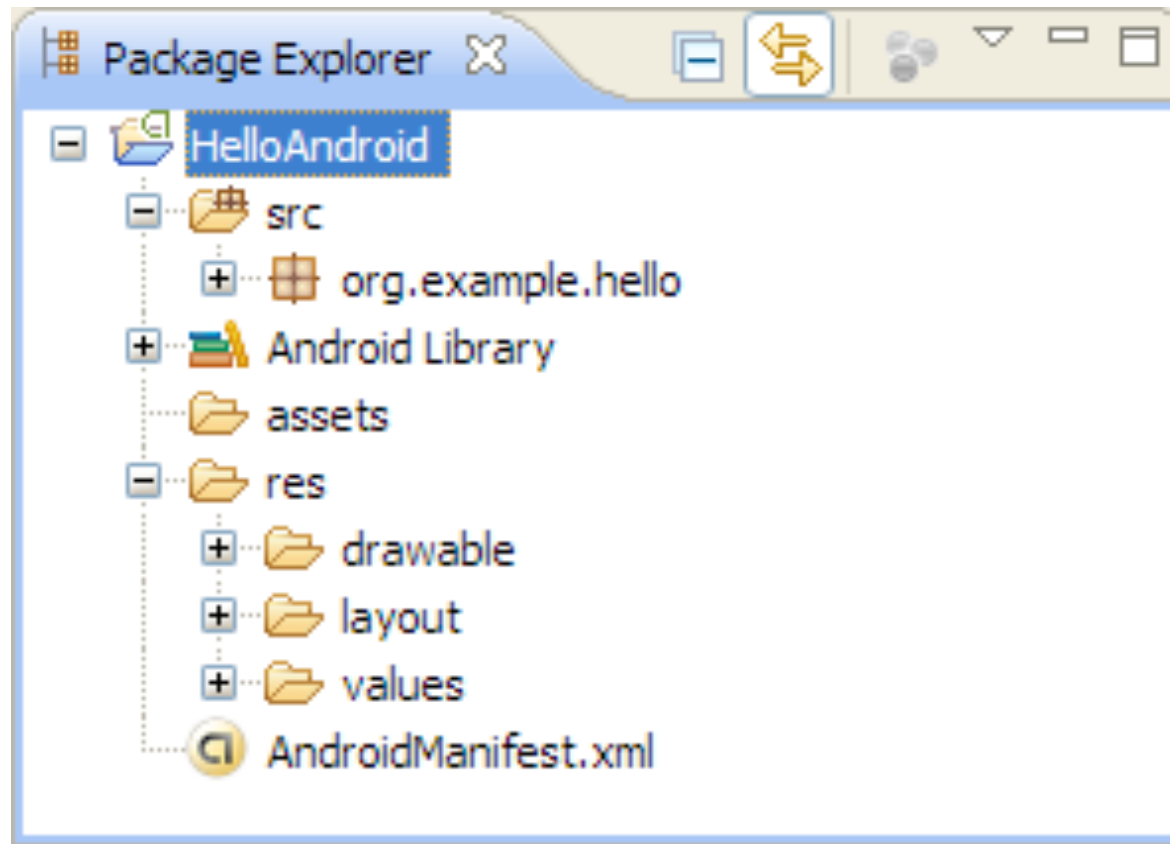 Package Explorer
HelloAndroid
src
org.example.hello
Android Library
assets
res
drawable
layout
values
AndroidManifest.xml